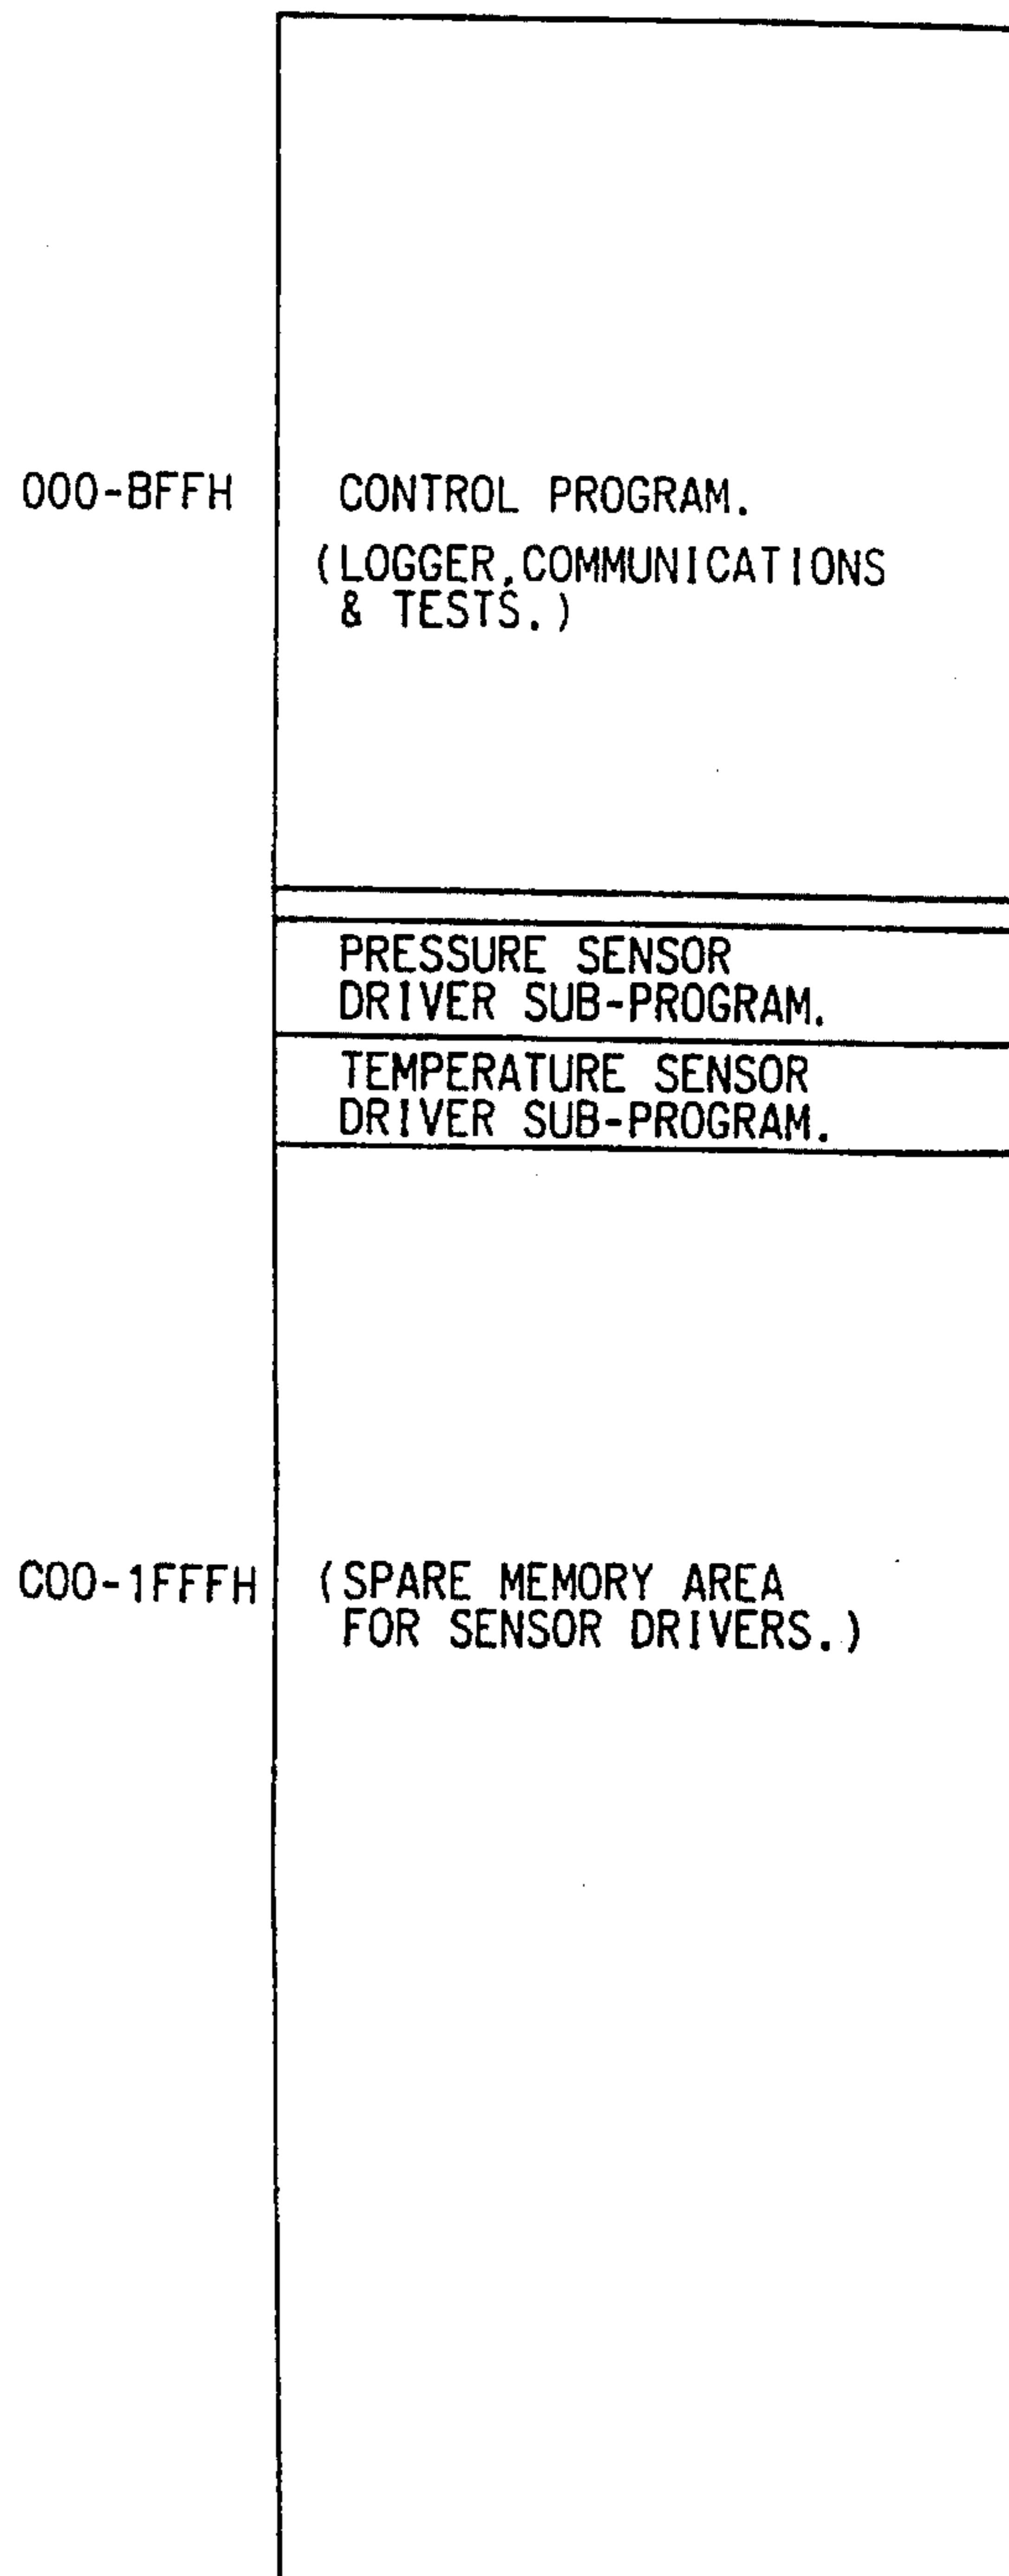 000-BFFH
CONTROL PROGRAM.
(LOGGER, COMMUNICATIONS
& TESTS.)
PRESSURE SENSOR
DRIVER SUB-PROGRAM.
TEMPERATURE SENSOR
DRIVER SUB-PROGRAM.
C00-1FFFH
(SPARE MEMORY AREA
FOR SENSOR DRIVERS.)